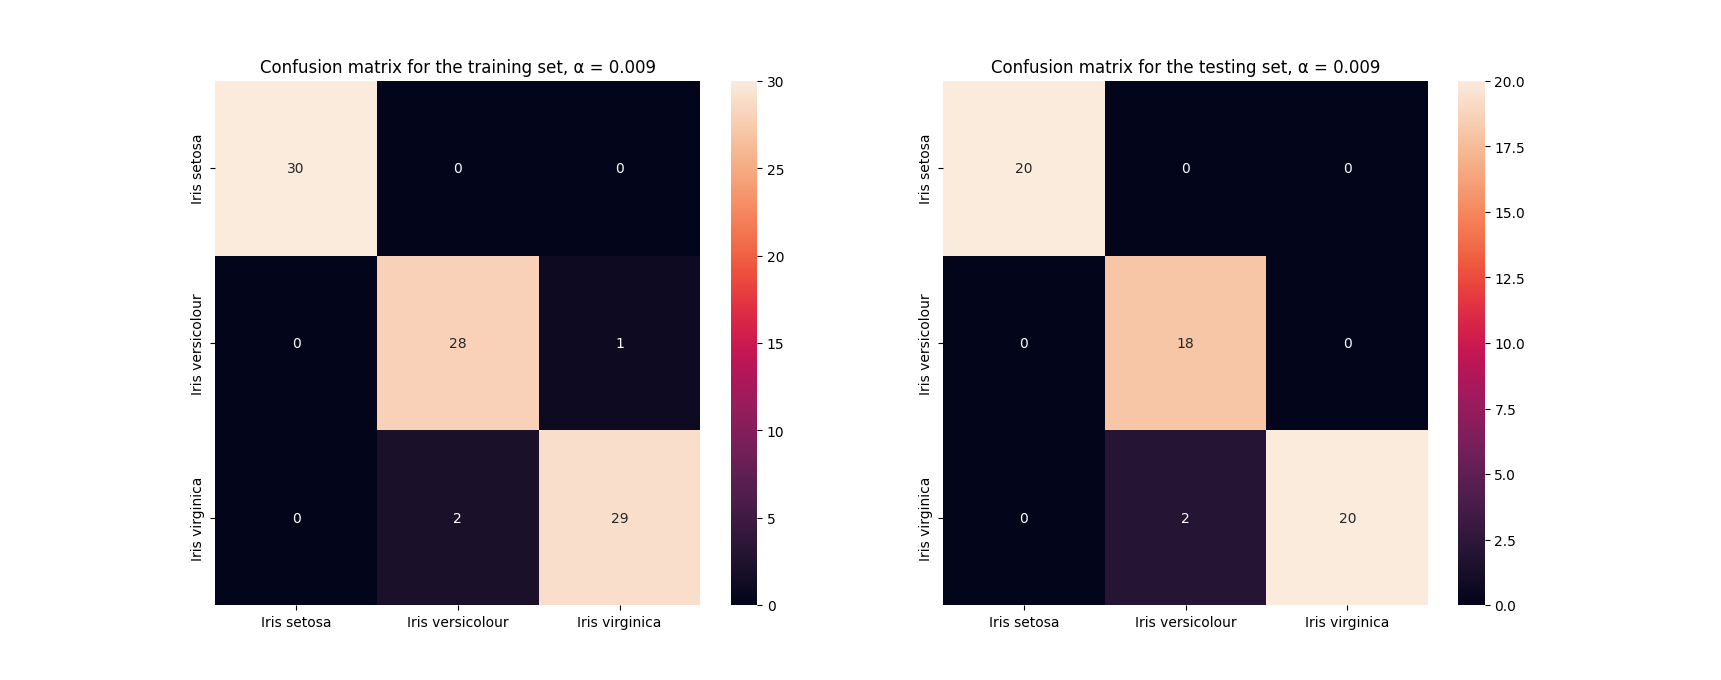 Confusion matrix for the training set, α = 0.009
Iris setosa
Iris versicolour
Iris virginica
30 0 0
0 28 1
0 2 29
Iris setosa Iris versicolour Iris virginica
30
25
20
15
10
5
0
Confusion matrix for the testing set, α = 0.009
Iris setosa
Iris versicolour
Iris virginica
20 0 0
0 18 0
0 2 20
Iris setosa Iris versicolour Iris virginica
20.0
17.5
15.0
12.5
10.0
7.5
5.0
2.5
0.0